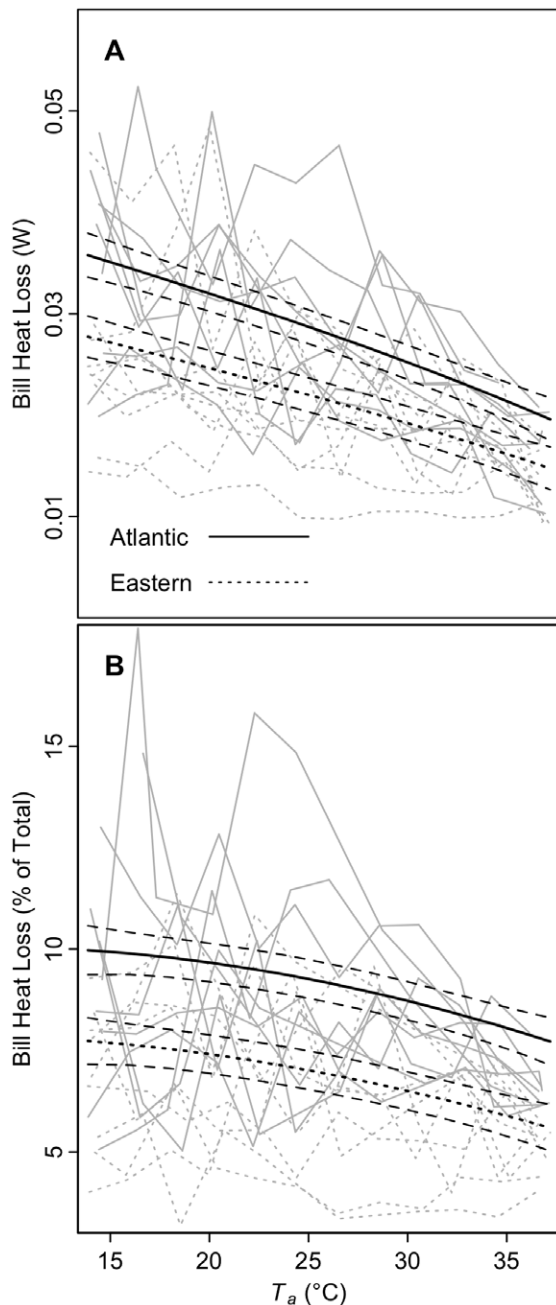 A
0.05
0.03
0.01
Bill Heat Loss (W)
Atlantic
Eastern
B
15
10
5
Bill Heat Loss (% of Total)
15 20 25 30 35
Ta (°C)